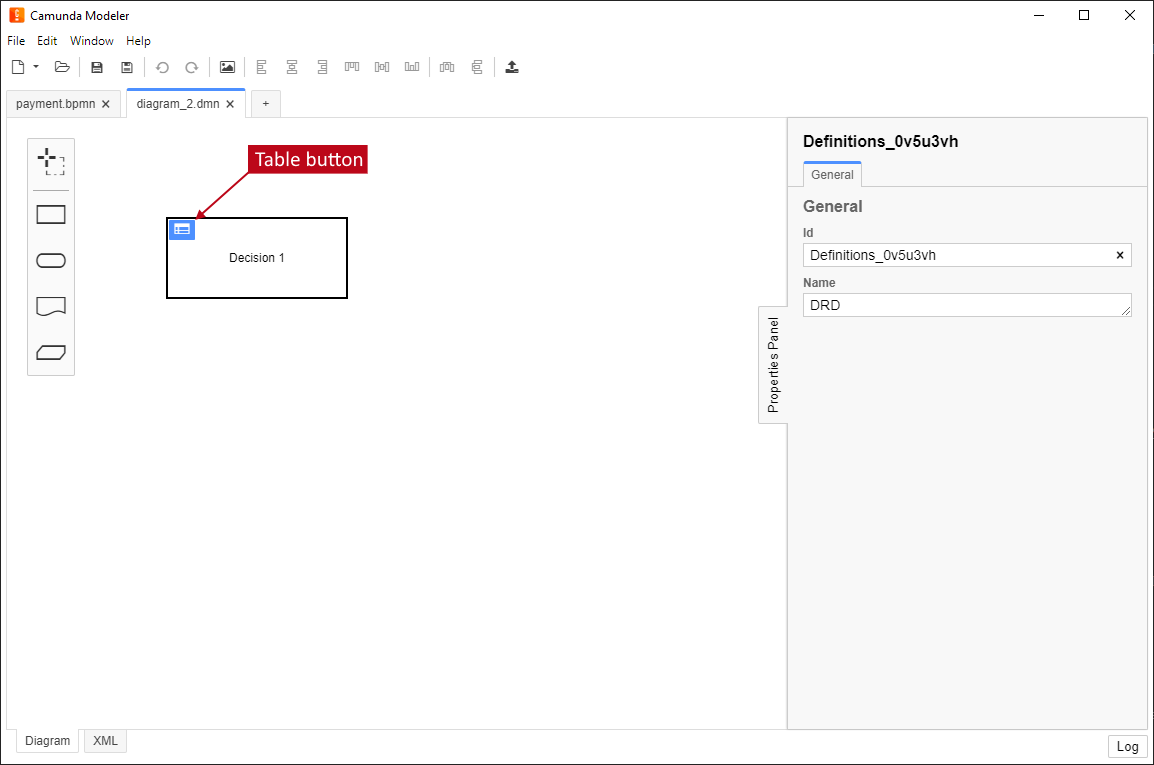 Camunda Modeler
File Edit Window Help
payment.bpmn × diagram_2.dmn × +
Table button
Decision 1
Properties Panel
Definitions_0v5u3vh
General
General
Id
Definitions_0v5u3vh ×
Name
DRD
Diagram XML
Log